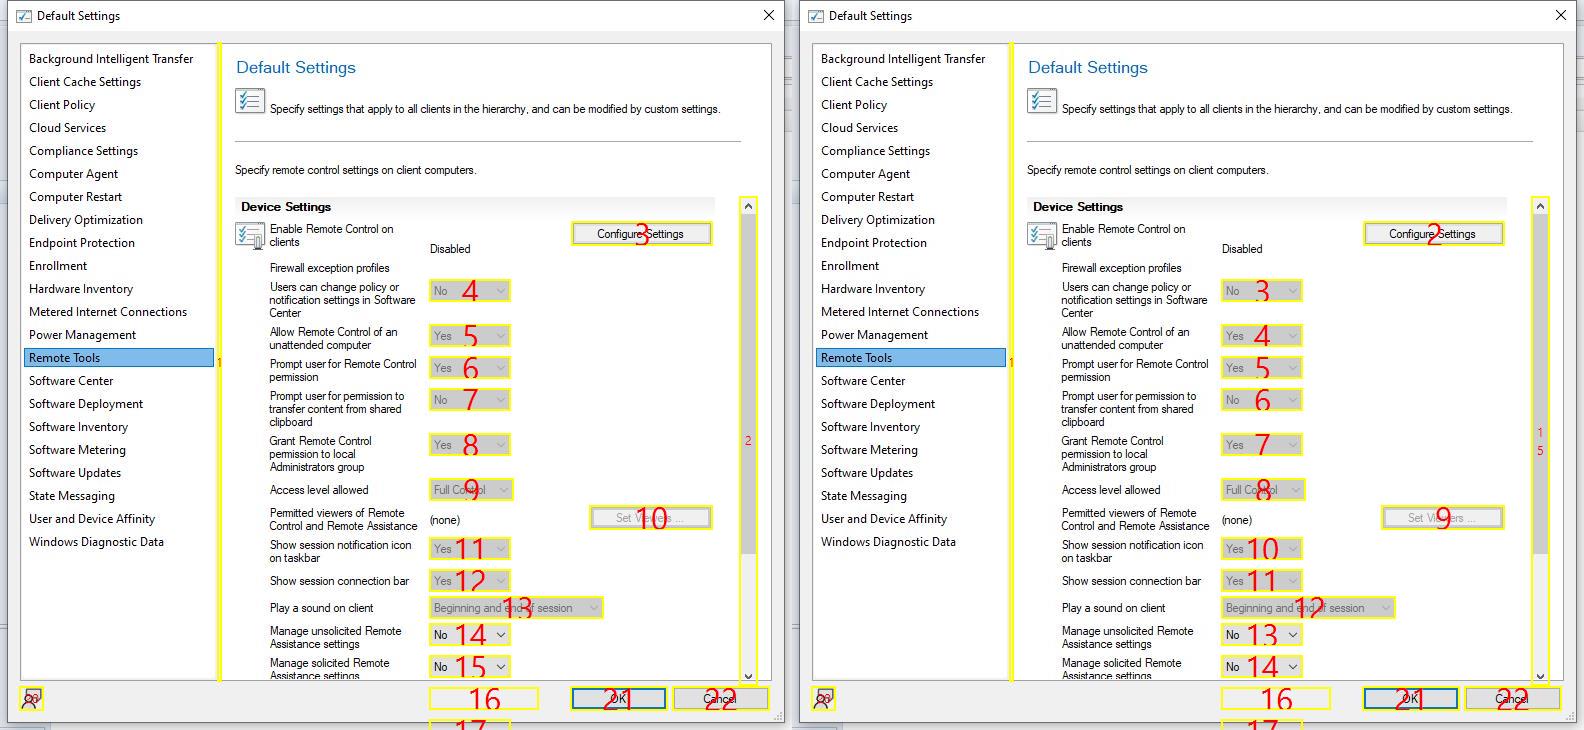 Default Settings
Background Intelligent Transfer
Client Cache Settings
Client Policy
Cloud Services
Compliance Settings
Computer Agent
Computer Restart
Delivery Optimization
Endpoint Protection
Enrollment
Hardware Inventory
Metered Internet Connections
Power Management
Remote Tools
Software Center
Software Deployment
Software Inventory
Software Metering
Software Updates
State Messaging
User and Device Affinity
Windows Diagnostic Data
1
Default Settings
Specify settings that apply to all clients in the hierarchy, and can be modified by custom settings.
Specify remote control settings on client computers.
Device Settings
Enable Remote Control on
clients
Disabled
Configure Settings 3
Firewall exception profiles
Users can change policy or
notification settings in Software
Center
No 4
Allow Remote Control of an
unattended computer
Yes 5
Prompt user for Remote Control
permission
Yes 6
Prompt user for permission to
transfer content from shared
clipboard
No 7
Grant Remote Control
permission to local
Administrators group
Yes 8
2
Access level allowed
Full Control 9
Permitted viewers of Remote
Control and Remote Assistance
(none)
Set Viewers ... 10
Show session notification icon
on taskbar
Yes 11
Show session connection bar
Yes 12
Play a sound on client
Beginning and end of session 13
Manage unsolicited Remote
Assistance settings
No 14
Manage solicited Remote
Assistance settings
No 15
16
OK 21
Cancel 22
17
Default Settings
Background Intelligent Transfer
Client Cache Settings
Client Policy
Cloud Services
Compliance Settings
Computer Agent
Computer Restart
Delivery Optimization
Endpoint Protection
Enrollment
Hardware Inventory
Metered Internet Connections
Power Management
Remote Tools
Software Center
Software Deployment
Software Inventory
Software Metering
Software Updates
State Messaging
User and Device Affinity
Windows Diagnostic Data
1
Default Settings
Specify settings that apply to all clients in the hierarchy, and can be modified by custom settings.
Specify remote control settings on client computers.
Device Settings
Enable Remote Control on
clients
Disabled
Configure Settings 2
Firewall exception profiles
Users can change policy or
notification settings in Software
Center
No 3
Allow Remote Control of an
unattended computer
Yes 4
Prompt user for Remote Control
permission
Yes 5
Prompt user for permission to
transfer content from shared
clipboard
No 6
Grant Remote Control
permission to local
Administrators group
Yes 7
1
5
Access level allowed
Full Control 8
Permitted viewers of Remote
Control and Remote Assistance
(none)
Set Viewers ... 9
Show session notification icon
on taskbar
Yes 10
Show session connection bar
Yes 11
Play a sound on client
Beginning and end of session 12
Manage unsolicited Remote
Assistance settings
No 13
Manage solicited Remote
Assistance settings
No 14
16
OK 21
Cancel 22
17